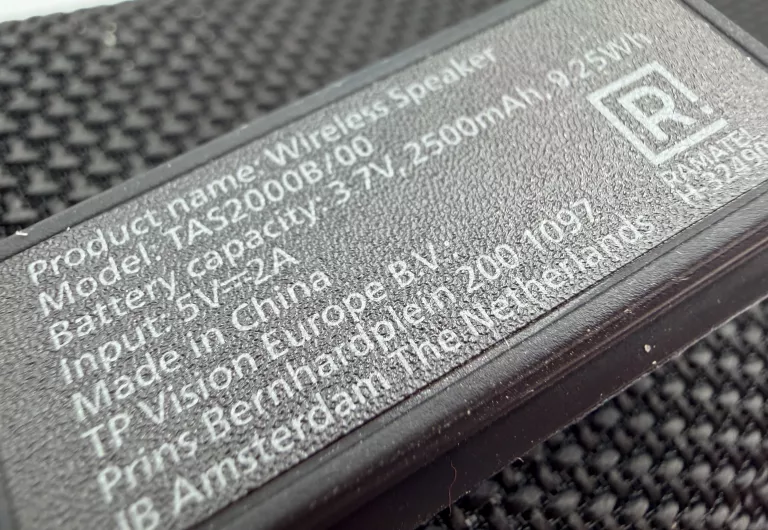 Product name: Wireless Speaker
Model: TAS2000B/00
Battery capacity: 3.7V, 2500mAh, 9.25Wh
Input: 5V⎓2A
Made in China
TP Vision Europe B.V.:
Prins Bernhardplein 200 1097
JB Amsterdam The Netherlands
R!
RAMATEL